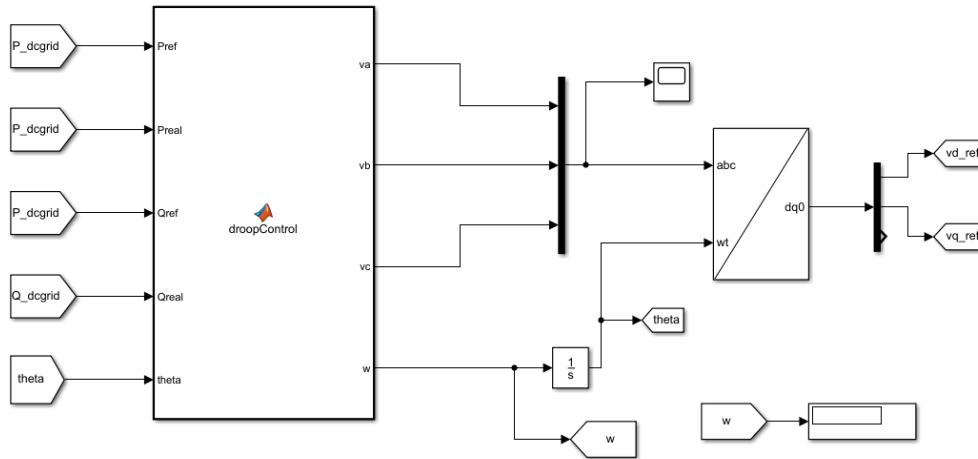 P_dcgrid
Pref
va
P_dcgrid
Preal
vb
P_dcgrid
Qref
droopControl
Q_dcgrid
Qreal
vc
theta
theta
w
abc
wt
dq0
vd_ref
vq_ref
theta
1
s
w
w